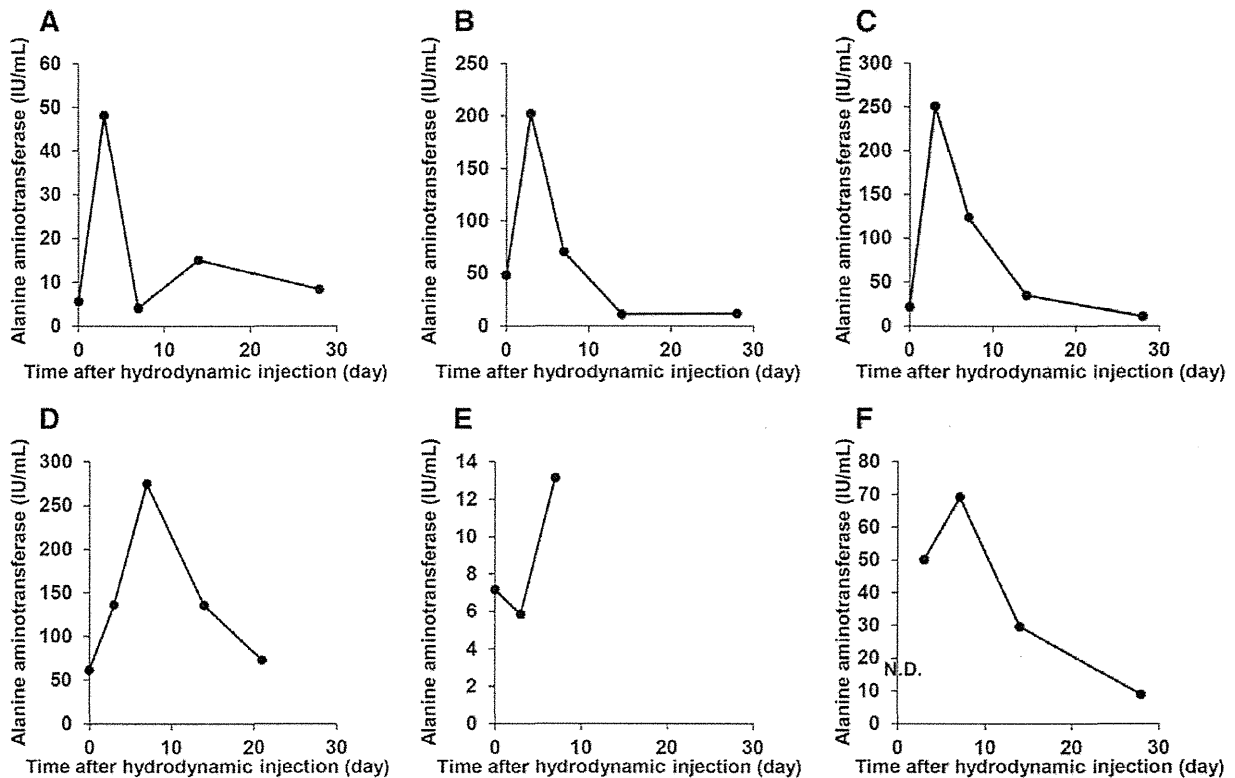 A
Alanine aminotransferase (IU/mL)
60
50
40
30
20
10
0
0 10 20 30
Time after hydrodynamic injection (day)
B
Alanine aminotransferase (IU/mL)
250
200
150
100
50
0
0 10 20 30
Time after hydrodynamic injection (day)
C
Alanine aminotransferase (IU/mL)
300
250
200
150
100
50
0
0 10 20 30
Time after hydrodynamic injection (day)
D
Alanine aminotransferase (IU/mL)
300
250
200
150
100
50
0
0 10 20 30
Time after hydrodynamic injection (day)
E
Alanine aminotransferase (IU/mL)
14
12
10
8
6
4
2
0
0 10 20 30
Time after hydrodynamic injection (day)
F
Alanine aminotransferase (IU/mL)
80
70
60
50
40
30
20
N.D.
10
0
0 10 20 30
Time after hydrodynamic injection (day)